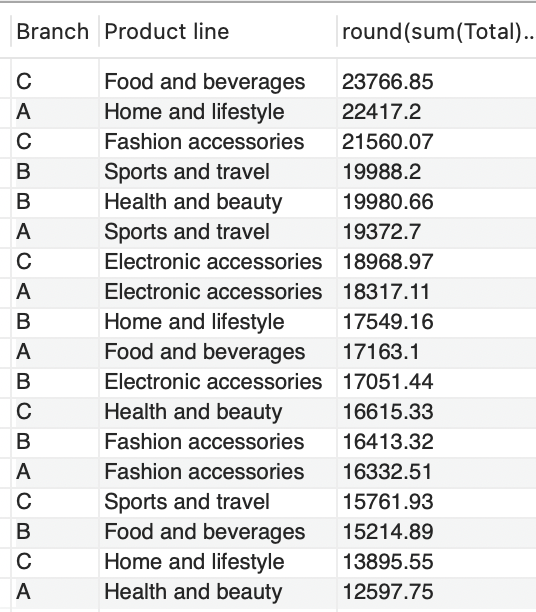 Branch Product line round(sum(Total)..
C Food and beverages 23766.85
A Home and lifestyle 22417.2
C Fashion accessories 21560.07
B Sports and travel 19988.2
B Health and beauty 19980.66
A Sports and travel 19372.7
C Electronic accessories 18968.97
A Electronic accessories 18317.11
B Home and lifestyle 17549.16
A Food and beverages 17163.1
B Electronic accessories 17051.44
C Health and beauty 16615.33
B Fashion accessories 16413.32
A Fashion accessories 16332.51
C Sports and travel 15761.93
B Food and beverages 15214.89
C Home and lifestyle 13895.55
A Health and beauty 12597.75